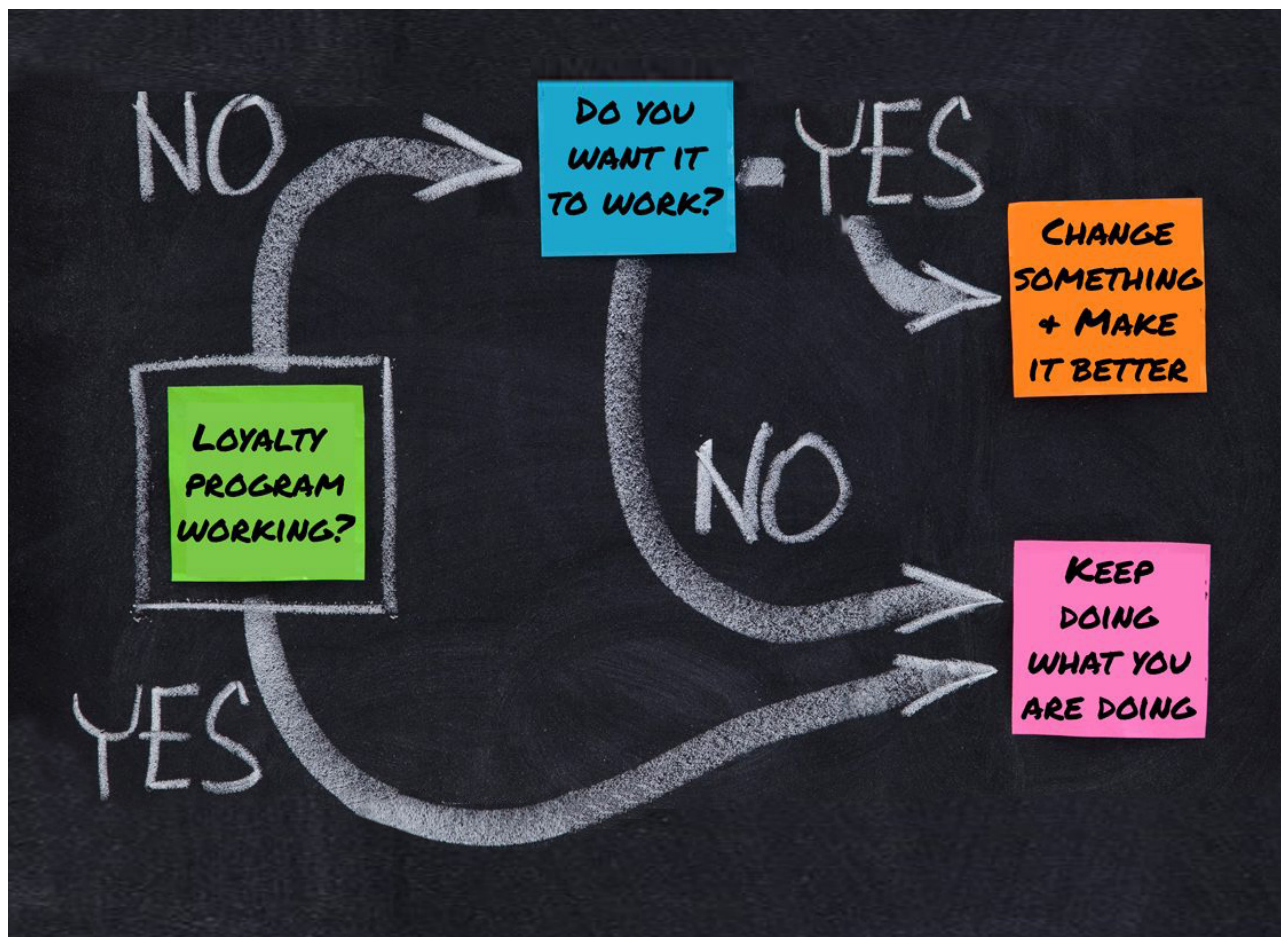 NO
DO YOU
WANT IT
TO WORK?
YES
CHANGE
SOMETHING
+ MAKE
IT BETTER
LOYALTY
PROGRAM
WORKING?
NO
KEEP
DOING
WHAT YOU
ARE DOING
YES